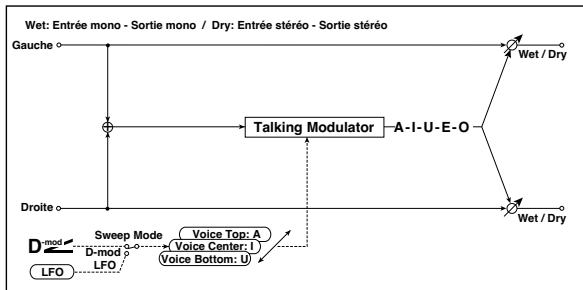 Wet: Entrée mono - Sortie mono / Dry: Entrée stéréo - Sortie stéréo
Gauche
Wet / Dry
Talking Modulator
A-I-U-E-O
Droite
Wet / Dry
Sweep Mode
Voice Top: A
D-mod
D-mod
Voice Center: I
LFO
Voice Bottom: U
LFO